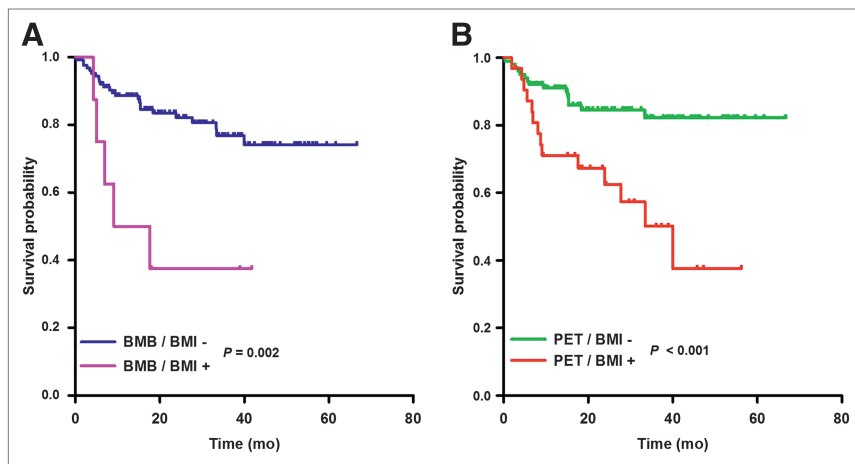 A
1.0
0.8
0.6
0.4
0.2
0.0
Survival probability
BMB / BMI -
BMB / BMI +
P = 0.002
0 20 40 60 80
Time (mo)
B
1.0
0.8
0.6
0.4
0.2
0.0
Survival probability
PET / BMI -
PET / BMI +
P < 0.001
0 20 40 60 80
Time (mo)